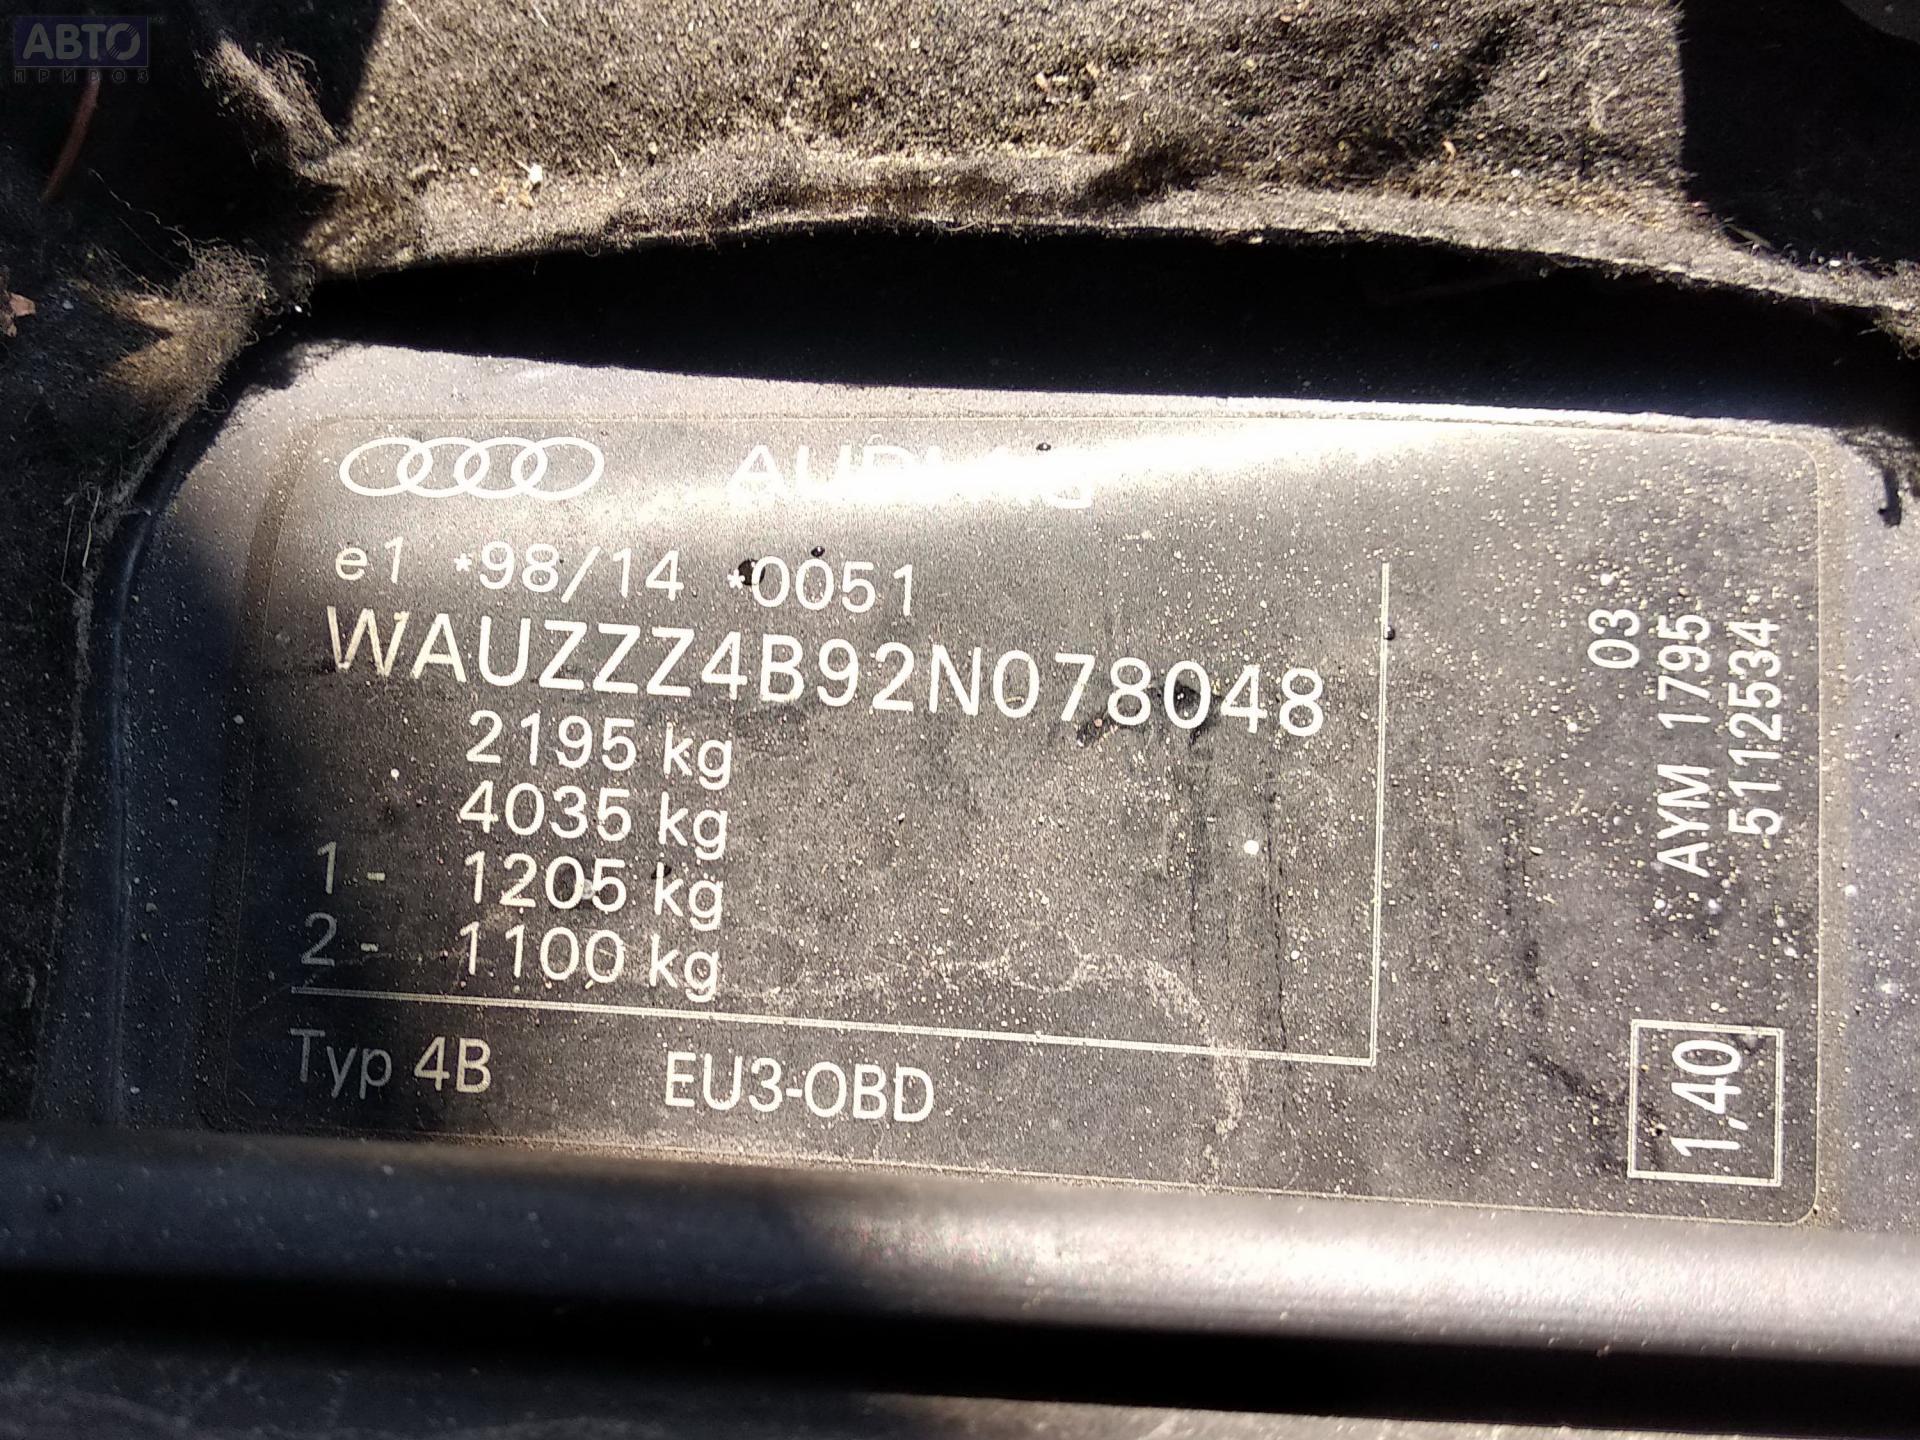 АВТО
ПРИВОЗ
AUDI AG
e1 *98/14 *0051
WAUZZZ4B92N078048
2195 kg
4035 kg
1 - 1205 kg
2 - 1100 kg
Typ 4B EU3-OBD
03
AYM 1795
5112534
1,40